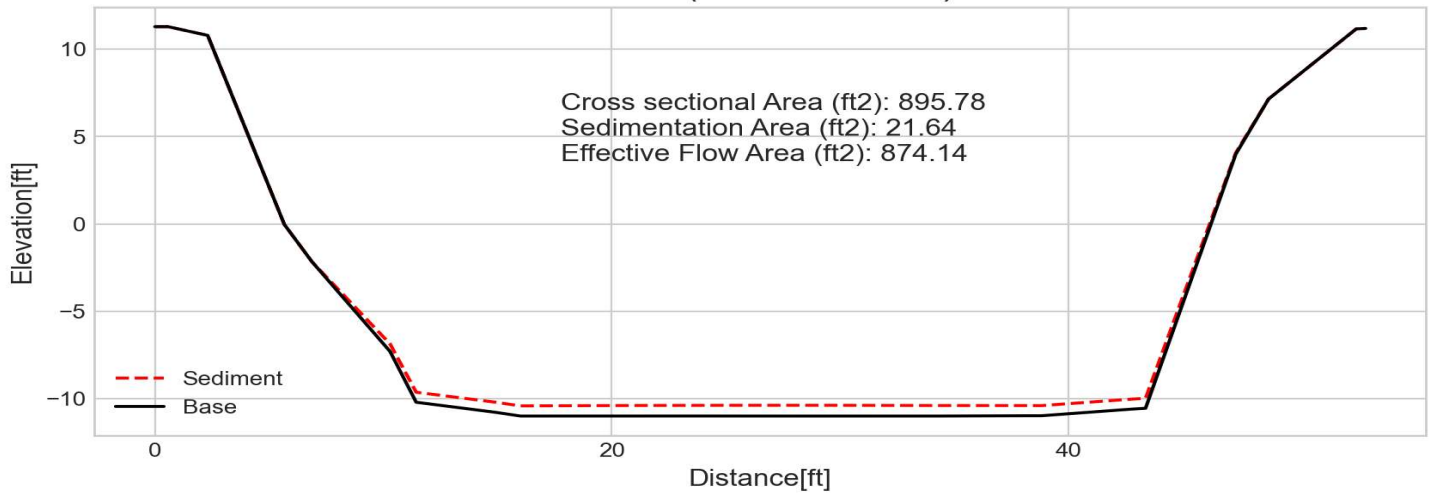 10
Cross sectional Area (ft2): 895.78
Sedimentation Area (ft2): 21.64
5
Effective Flow Area (ft2): 874.14
Elevation[ft]
0
−5
Sediment
−10
Base
0 20 40
Distance[ft]